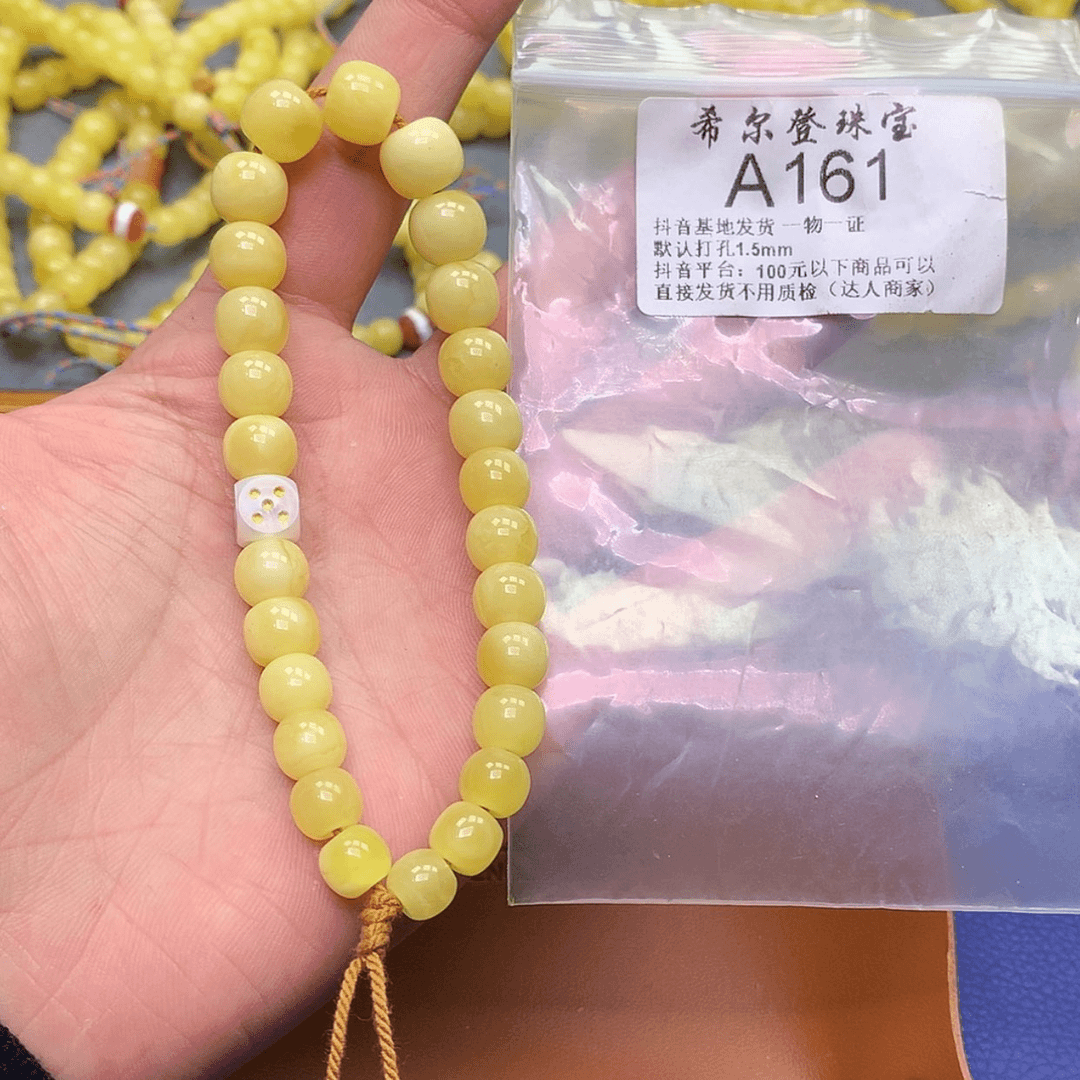 希尔登珠宝
A161
抖音基地发货 一物一证
默认打孔1.5mm
抖音平台：100元以下商品可以
直接发货不用质检（达人商家）